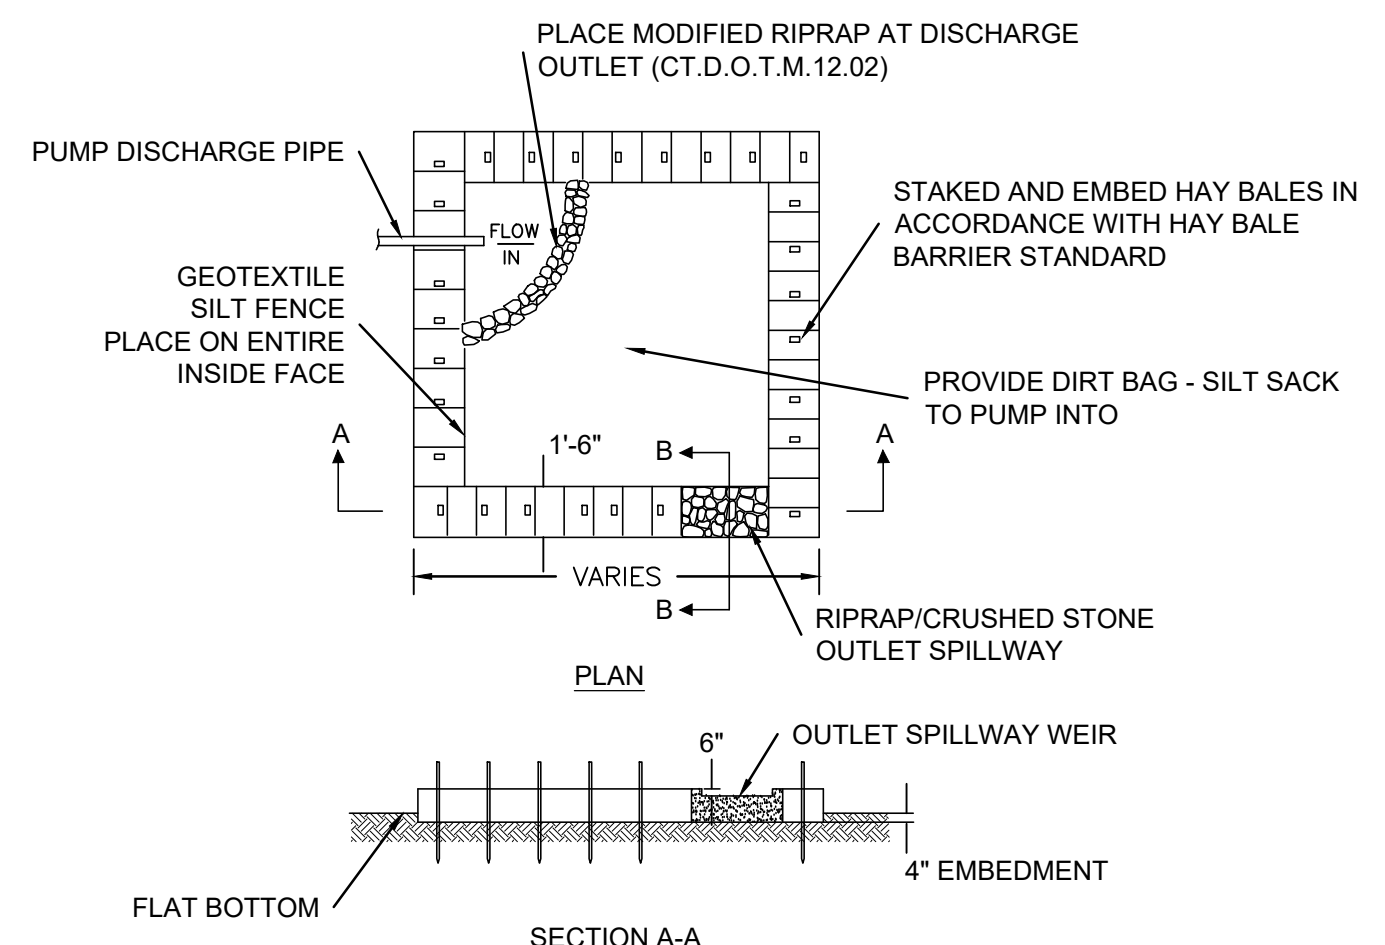 PLACE MODIFIED RIPRAP AT DISCHARGE
OUTLET (CT.D.O.T.M.12.02)
PUMP DISCHARGE PIPE
STAKED AND EMBED HAY BALES IN
ACCORDANCE WITH HAY BALE
BARRIER STANDARD
FLOW
IN
GEOTEXTILE
SILT FENCE
PLACE ON ENTIRE
INSIDE FACE
PROVIDE DIRT BAG - SILT SACK
TO PUMP INTO
A
1'-6"
B
A
VARIES
B
RIPRAP/CRUSHED STONE
OUTLET SPILLWAY
PLAN
6"
OUTLET SPILLWAY WEIR
4" EMBEDMENT
FLAT BOTTOM
SECTION A-A